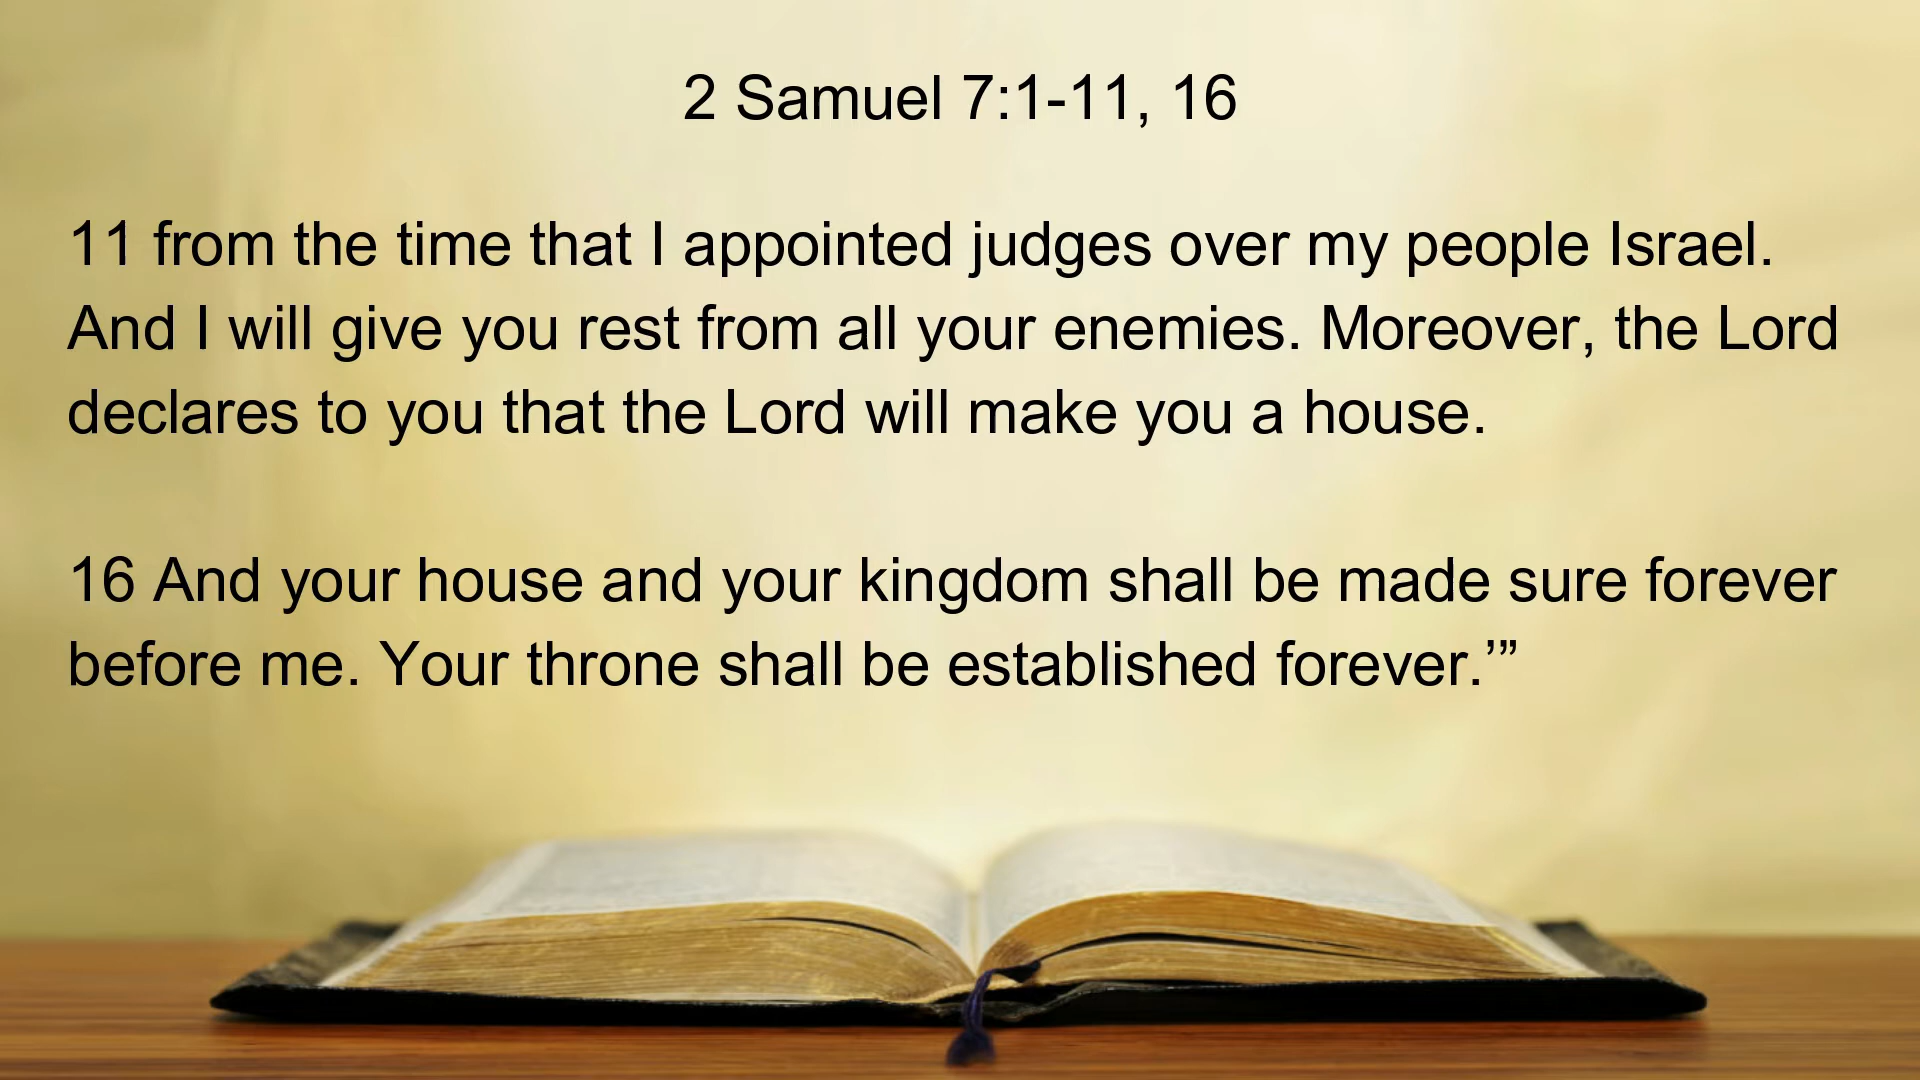 2 Samuel 7:1-11, 16
11 from the time that I appointed judges over my people Israel.
And I will give you rest from all your enemies. Moreover, the Lord
declares to you that the Lord will make you a house.
16 And your house and your kingdom shall be made sure forever
before me. Your throne shall be established forever.’”